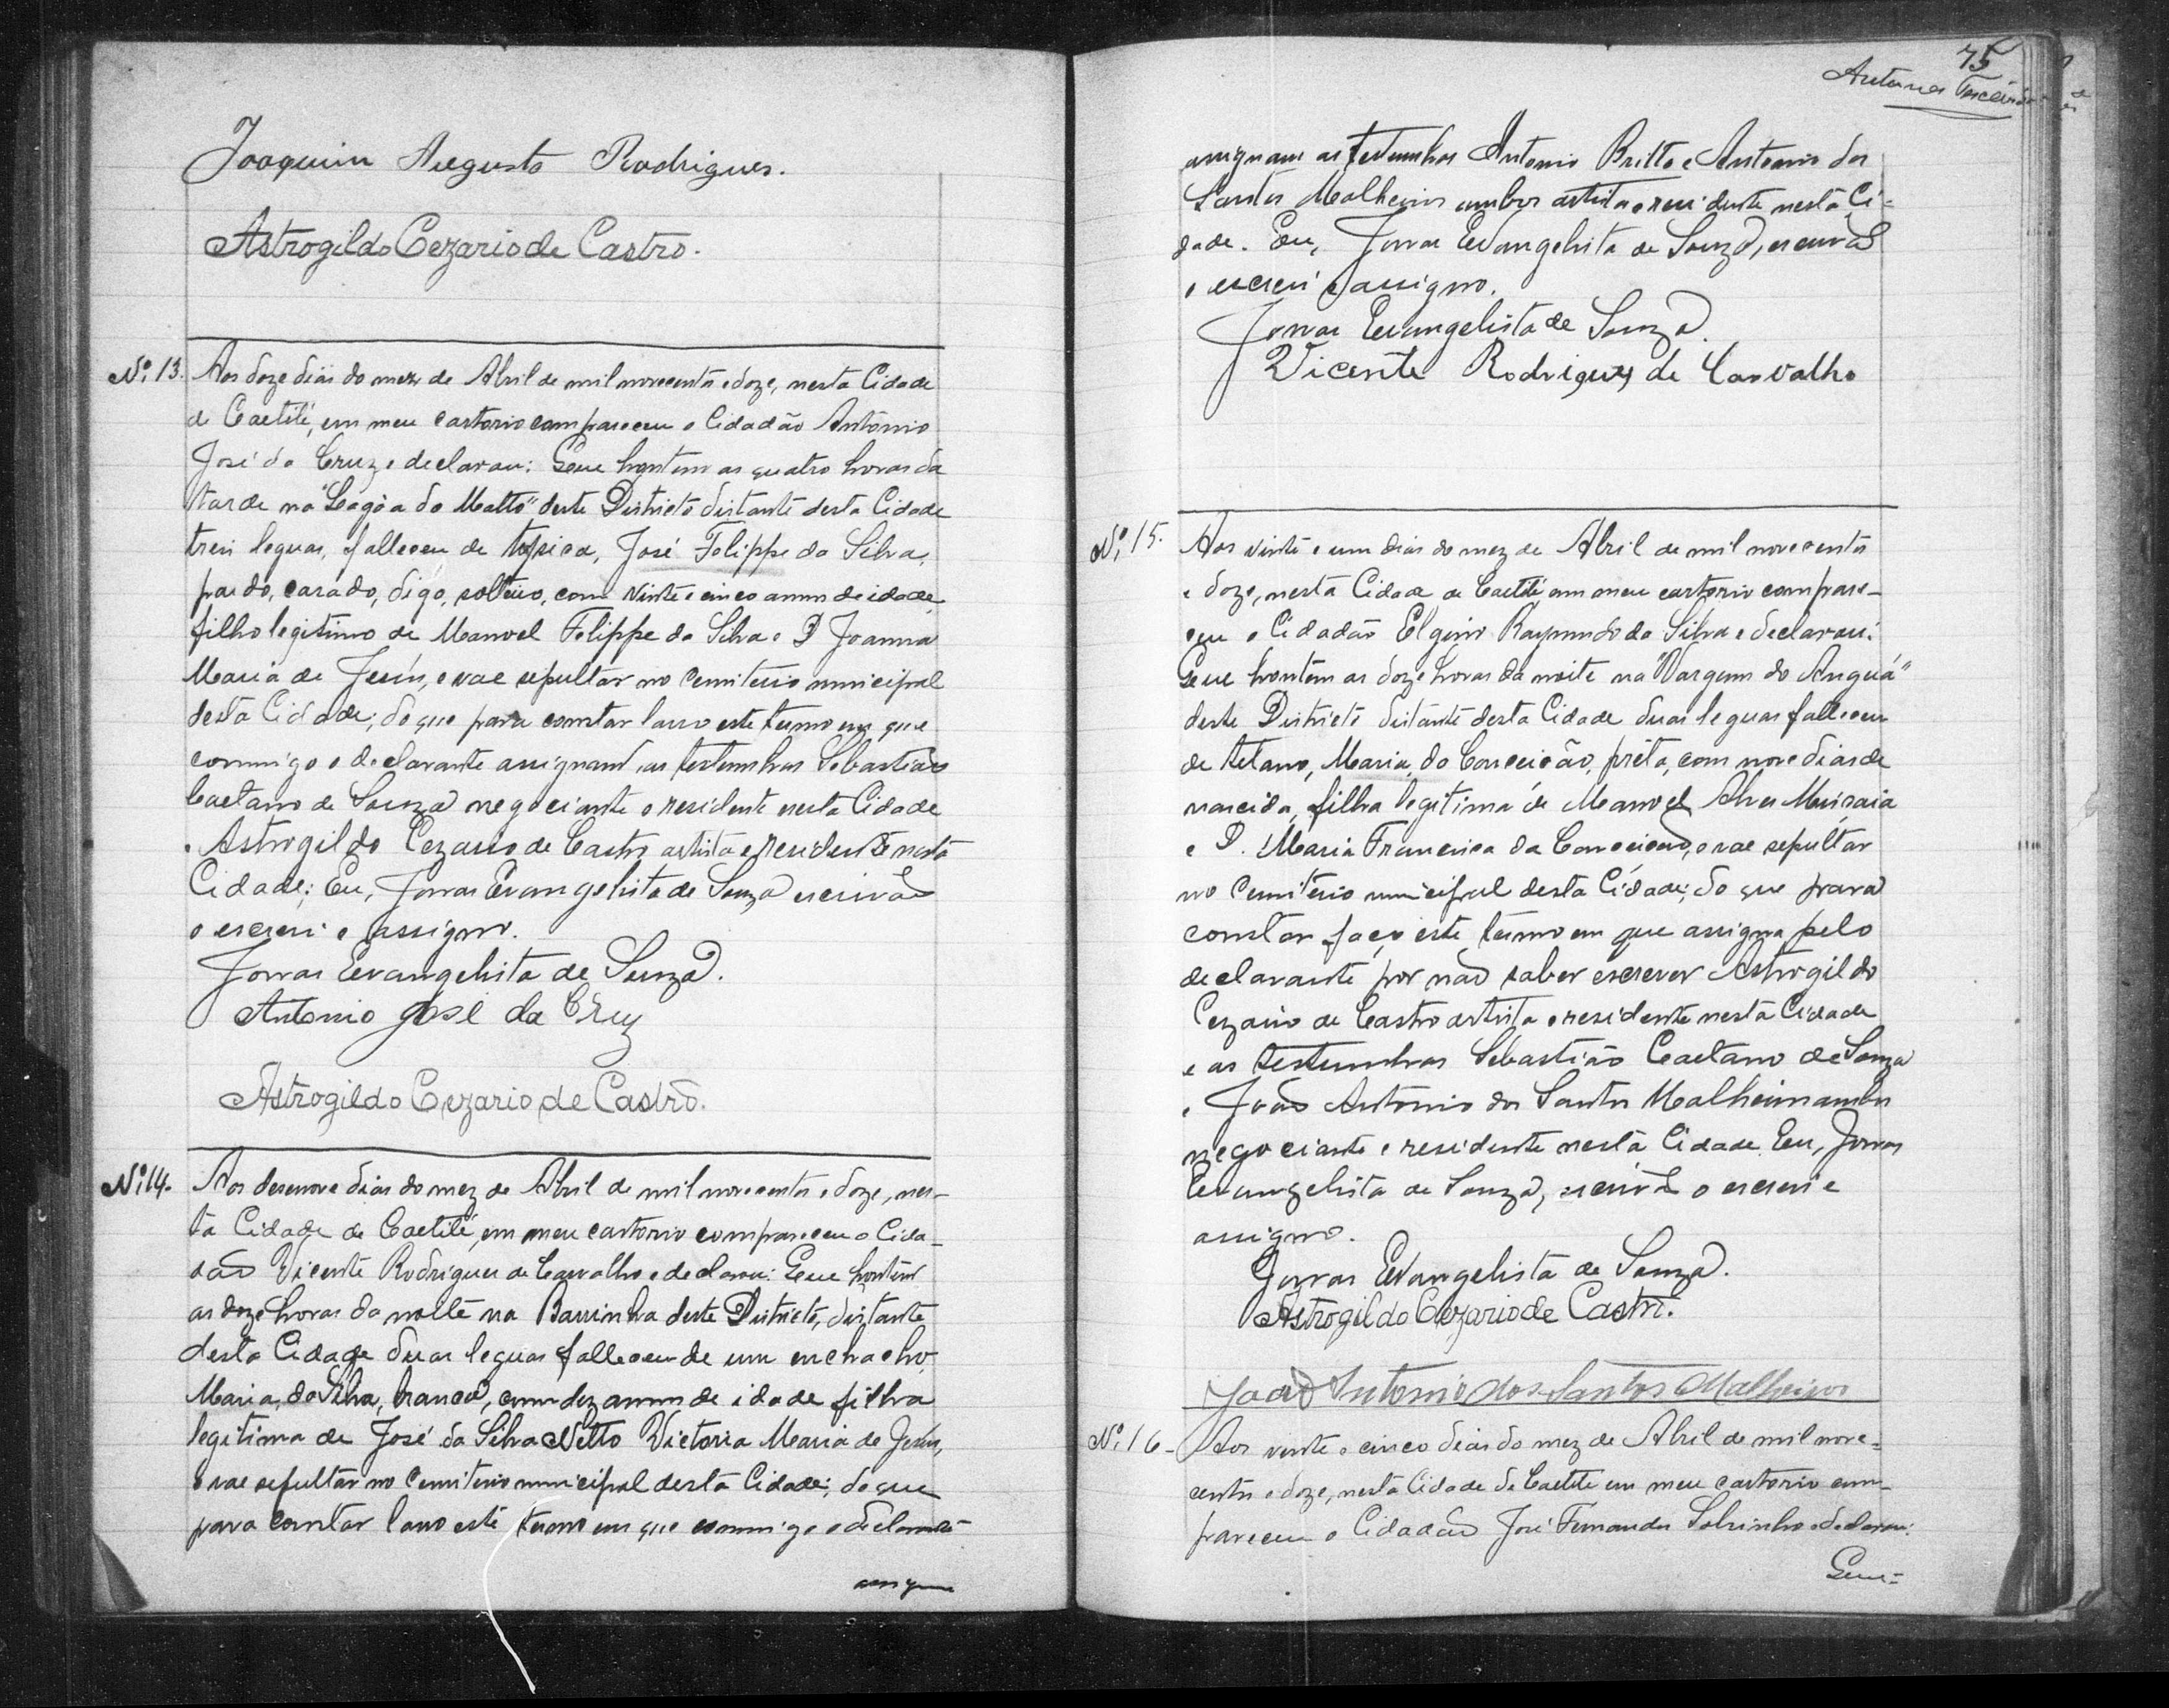 Joaquim Augusto Rodrigues.
Astrogildo Cezario de Castro.
Nº 13. Aos doze dias do mez de Abril de mil novecentos e doze, nesta Cidade
de Caetité, em meu cartorio compareceu o Cidadão Antonio
José da Cruz e declarou: Que hontem as quatro horas da
tarde na "Lagôa do Matto" deste Districto distante desta Cidade
tres leguas, falleceu de José Felippe da Silva,
pardo, casado, digo, solteiro, com vinte e cinco annos de idade,
filho legitimo de Manoel Felippe da Silva e D Joanna
Maria de Jesus, e vae sepultar no Cemiterio municipal
desta Cidade; do que para constar lavro este termo em que
commigo o declarante assignam as testemunhas Sebastião
Caetano de Souza negociante e residente nesta Cidade
e Astrogildo Cezario de Castro artista e residente nesta
Cidade; Eu, Jonas Evangelista de Souza escrivão
o escrevi e assigno.
Jonas Evangelista de Souza.
Antonio José da Cruz
Astrogildo Cezario de Castro.
Nº 14. Aos desenove dias do mez de Abril de mil novecentos e doze, nes-
ta Cidade de Caetité, em meu cartorio compareceu o Cida-
dão Vicente Rodrigues de Carvalho e declarou: Que hontem
as doze horas da noite na Barrinha deste Districto, distante
desta Cidade duas leguas falleceu de um
Maria da Silva, branca, com dez annos de idade filha
legitima de José da Silva Netto Victoria Maria de Jesus,
e vae sepultar no Cemiterio municipal desta Cidade; do que
para constar lavro este termo em que commigo o declarante
assignam
75
Antonio
assignam as testemunhas Antonio Britto e Antonio dos
Santos Malheiros ambos artista e residente nesta Ci-
dade. Eu, Jonas Evangelista de Souza, escrivão
o escrevi e assigno.
Jonas Evangelista de Souza.
Vicente Rodrigues de Carvalho
Nº 15. Aos vinte e um dias do mez de Abril de mil novecentos
e doze, nesta Cidade de Caetité em meu cartorio compare-
ceu o Cidadão Raymundo da Silva e declarou:
Que hontem as doze horas da noite na "Vargem do Anguá"
deste Districto distante desta Cidade duas leguas falleceu
de tetano, Maria da Conceição, prêta, com nove dias de
nascida, filha legitima de Manoel Alves
e D. Maria Francisca da Conceição, e vae sepultar
no Cemiterio municipal desta Cidade; do que para
constar faço este termo em que assigna pelo
declarante por não saber escrever Astrogildo
Cezario de Castro artista e residente nesta Cidade
e as testemunhas Sebastião Caetano de Souza
e João Antonio dos Santos Malheiros ambos
negociante e residente nesta Cidade. Eu, Jonas
Evangelista de Souza, escrivão o escrevi e
assigno.
Jonas Evangelista de Souza.
Astrogildo Cezario de Castro.
João Antonio dos Santos Malheiros
Nº 16- Aos vinte e cinco dias do mez de Abril de mil nove-
centos e doze, nesta Cidade de Caetite em meu cartorio com-
pareceu o Cidadão José Fernandes Sobrinho e declarou:
Que-